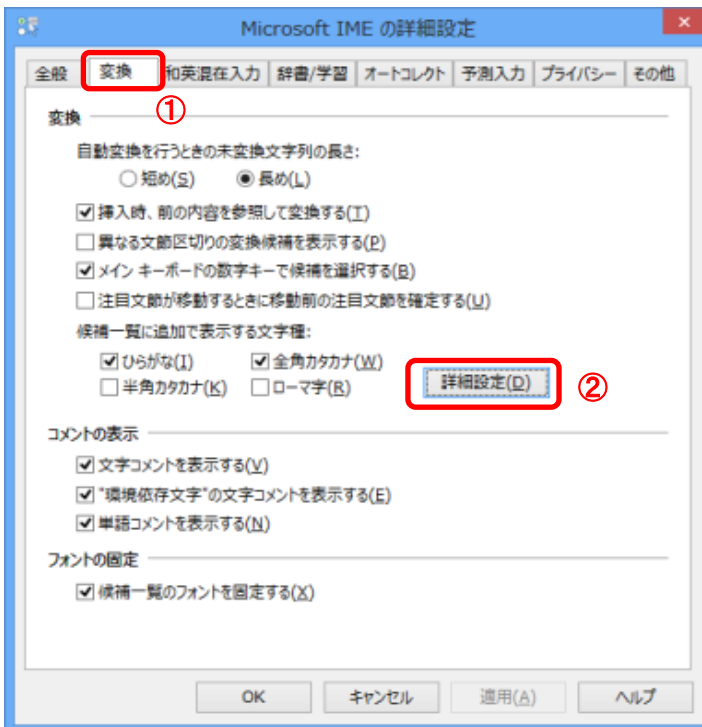 Microsoft IME の詳細設定
全般 変換 和英混在入力 辞書/学習 オートコレクト 予測入力 プライバシー その他
①
変換
自動変換を行うときの未変換文字列の長さ:
短め(S) 長め(L)
挿入時、前の内容を参照して変換する(T)
異なる文節区切りの変換候補を表示する(P)
メイン キーボードの数字キーで候補を選択する(B)
注目文節が移動するときに移動前の注目文節を確定する(U)
候補一覧に追加で表示する文字種:
ひらがな(I) 全角カタカナ(W)
半角カタカナ(K) ローマ字(R) 詳細設定(D) ②
コメントの表示
文字コメントを表示する(V)
"環境依存文字"の文字コメントを表示する(E)
単語コメントを表示する(N)
フォントの固定
候補一覧のフォントを固定する(X)
OK キャンセル 適用(A) ヘルプ